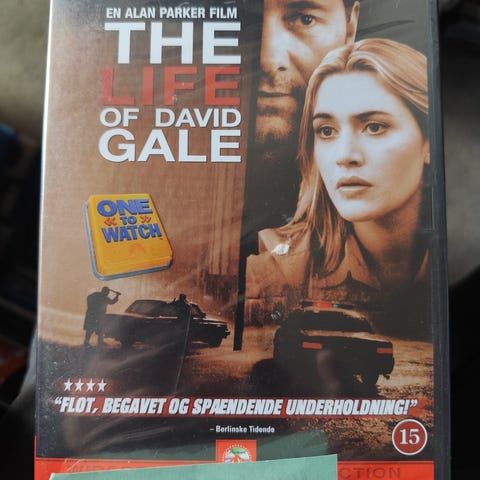 EN ALAN PARKER FILM
THE
LIFE
OF DAVID
GALE
ONE
TO
WATCH
★★★★
"FLOT, BEGAVET OG SPÆNDENDE UNDERHOLDNING!"
– Berlinske Tidende
15